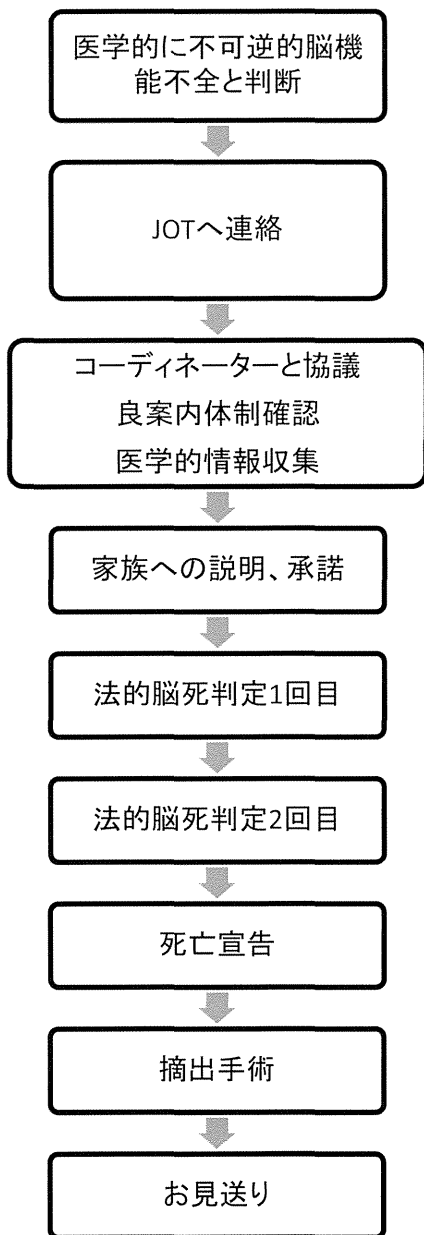 医学的に不可逆的脳機
能不全と判断
JOTへ連絡
コーディネーターと協議
良案内体制確認
医学的情報収集
家族への説明、承諾
法的脳死判定1回目
法的脳死判定2回目
死亡宣告
摘出手術
お見送り